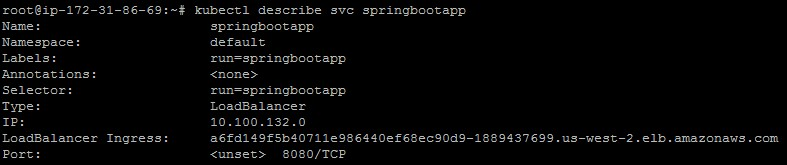 root@ip-172-31-86-69:~# kubectl describe svc springbootapp
Name: springbootapp
Namespace: default
Labels: run=springbootapp
Annotations: <none>
Selector: run=springbootapp
Type: LoadBalancer
IP: 10.100.132.0
LoadBalancer Ingress: a6fd149f5b40711e986440ef68ec90d9-1889437699.us-west-2.elb.amazonaws.com
Port: <unset> 8080/TCP